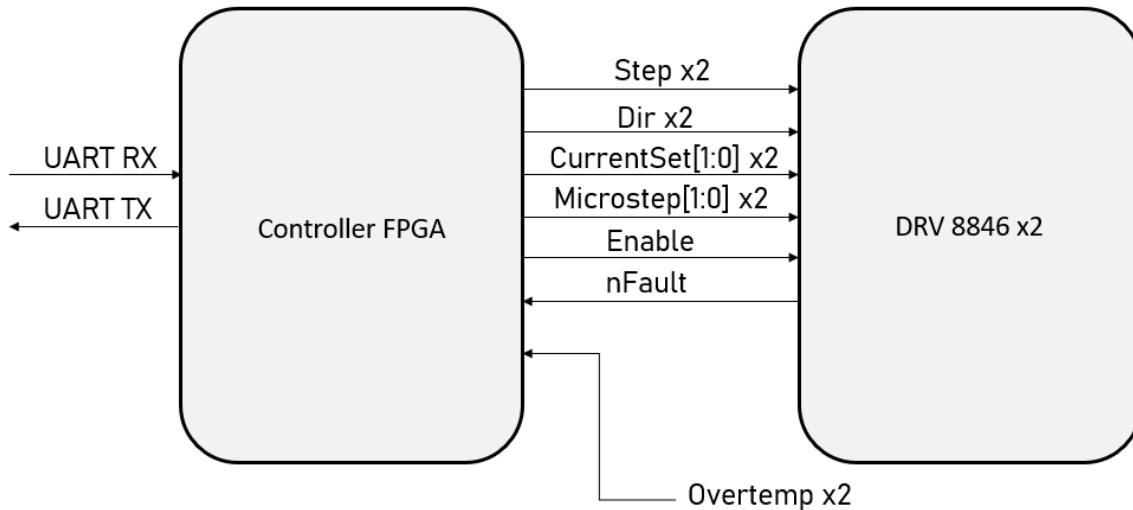 Step x2
Dir x2
UART RX
CurrentSet[1:0] x2
UART TX
Microstep[1:0] x2
Controller FPGA
Enable
DRV 8846 x2
nFault
Overtemp x2